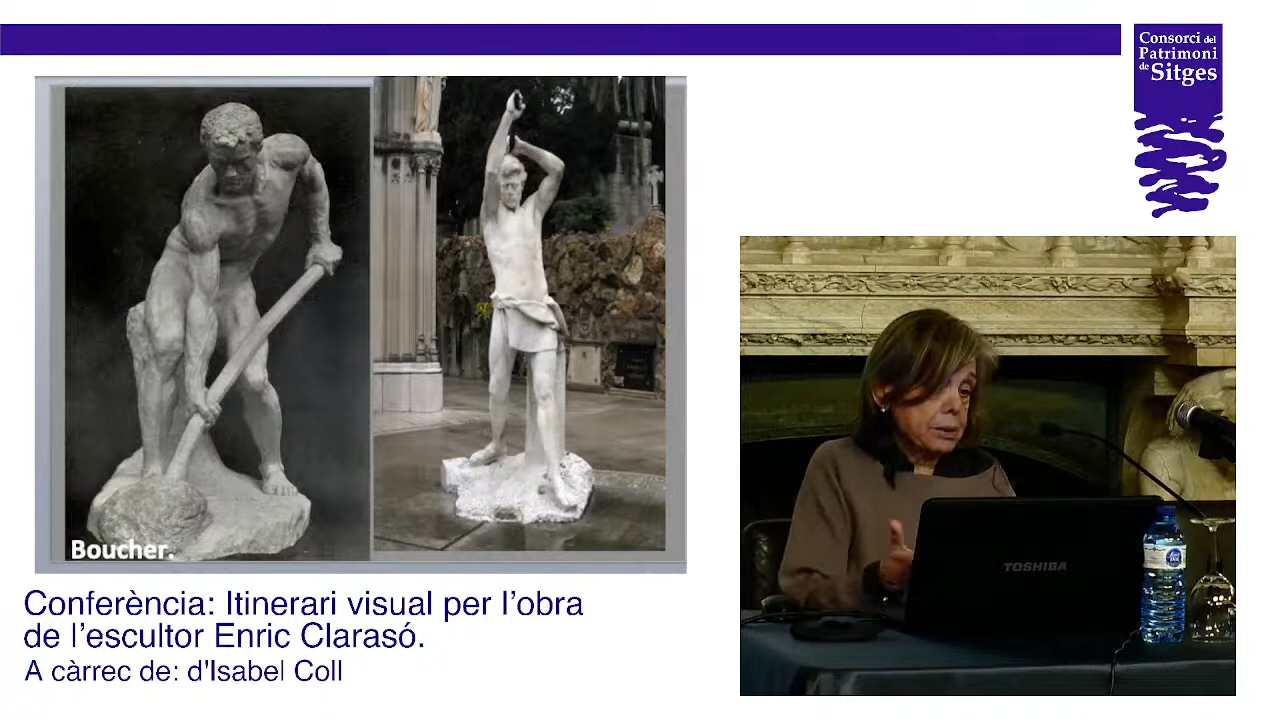 Consorci del
Patrimoni
de Sitges
Boucher.
TOSHIBA
Conferència: Itinerari visual per l'obra
de l'escultor Enric Clarasó.
A càrrec de: d'Isabel Coll